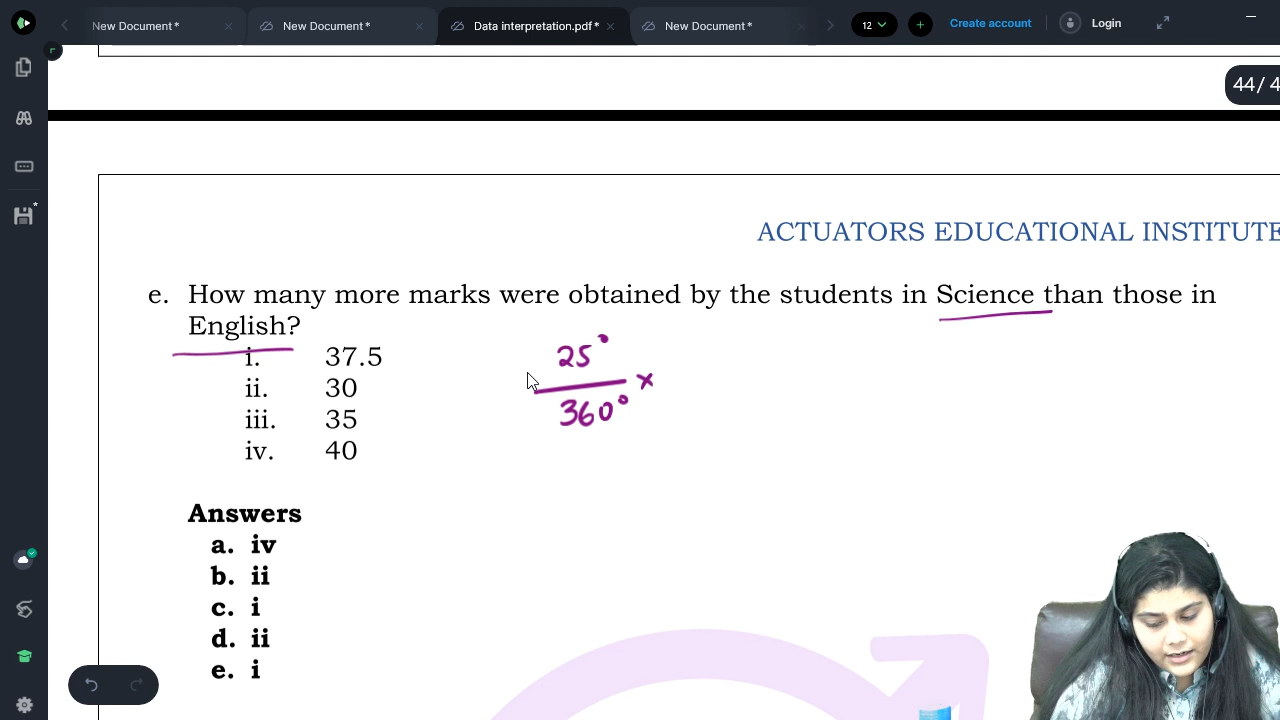 New Document*
New Document*
Data interpretation.pdf*
New Document*
12
Create account
Login
44/ 4
ACTUATORS EDUCATIONAL INSTITUTE
e. How many more marks were obtained by the students in Science than those in
English?
i. 37.5
ii. 30
iii. 35
iv. 40
25°
360° ×
Answers
a. iv
b. ii
c. i
d. ii
e. i